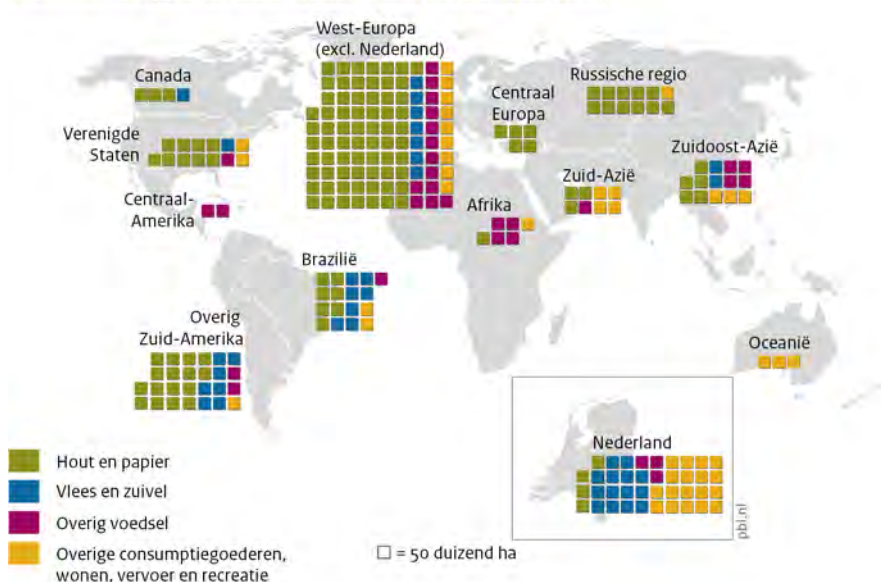 West-Europa
(excl. Nederland)
Canada
Russische regio
Centraal
Europa
Verenigde
Staten
Zuidoost-Azië
Zuid-Azië
Centraal-
Amerika
Afrika
Brazilië
Overig
Zuid-Amerika
Oceanië
Nederland
Hout en papier
Vlees en zuivel
Overig voedsel
Overige consumptiegoederen,
wonen, vervoer en recreatie
= 50 duizend ha
pbl.nl